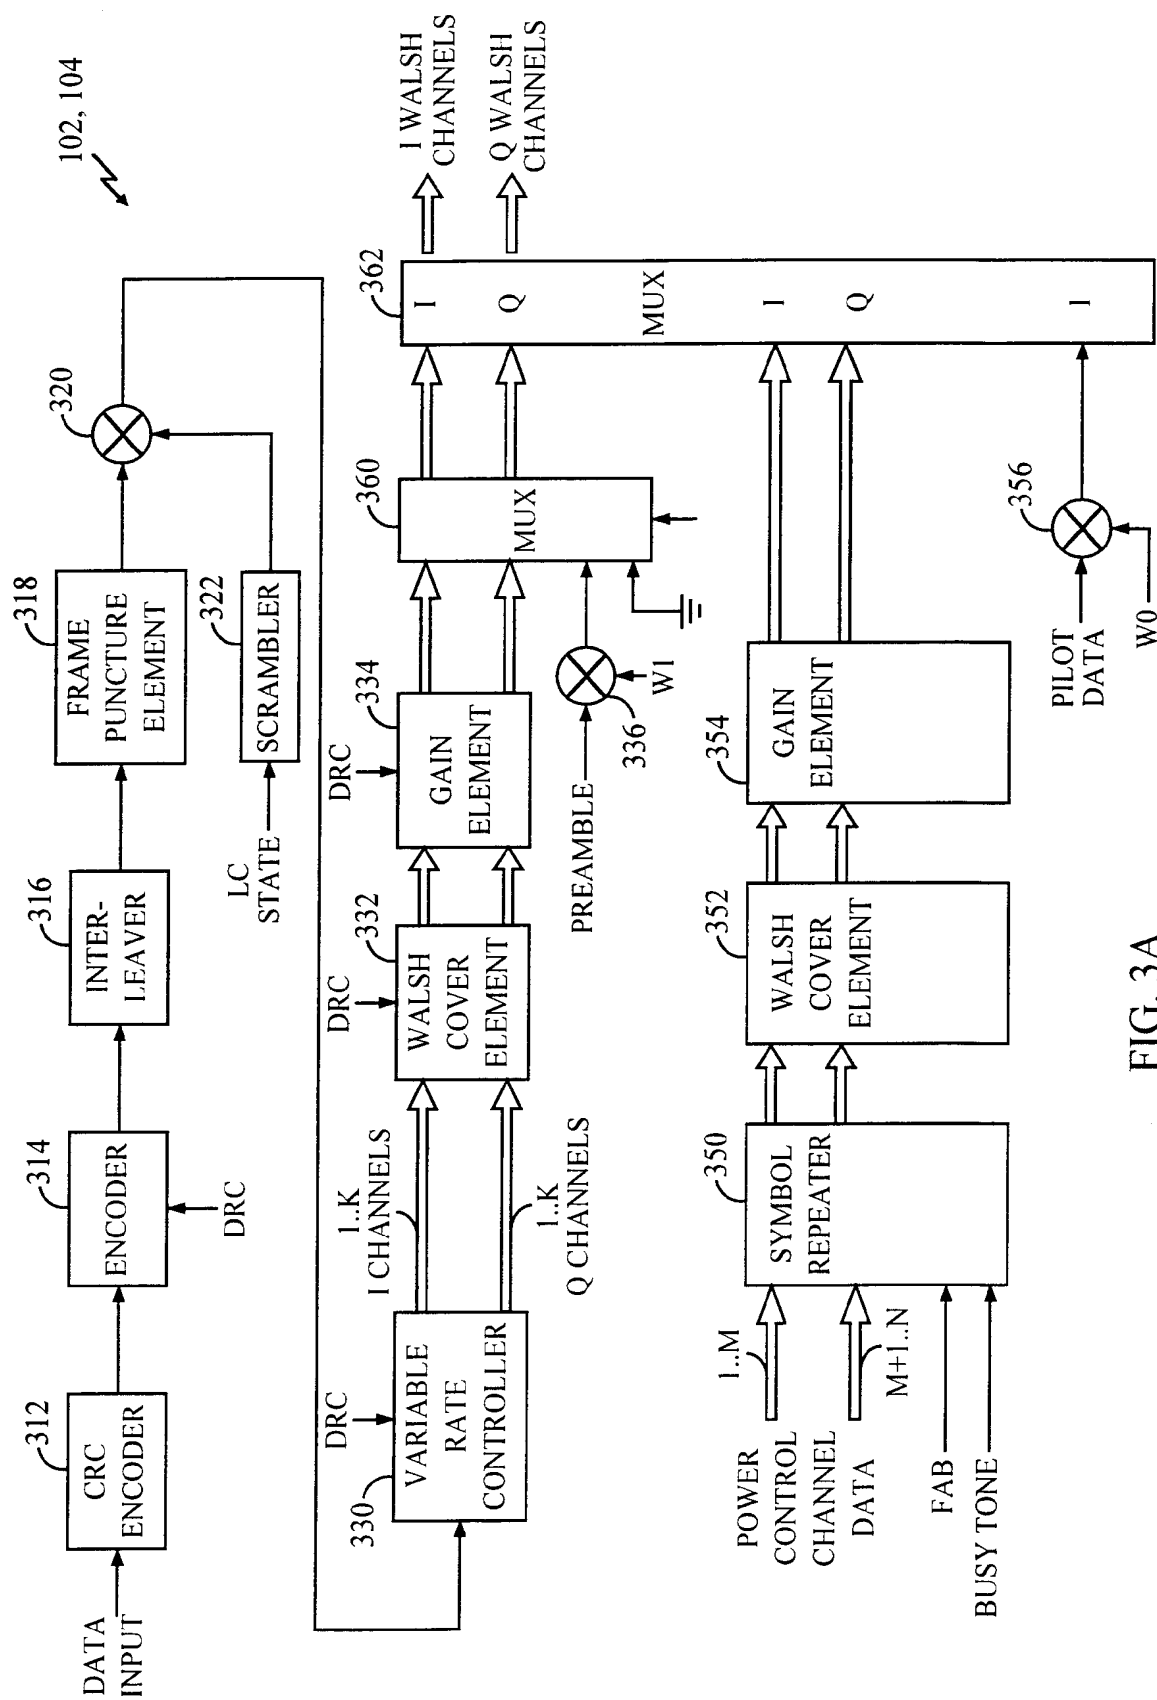 102, 104
DATA
INPUT
312
CRC
ENCODER
314
ENCODER
DRC
316
INTER-
LEAVER
318
FRAME
PUNCTURE
ELEMENT
320
LC
STATE
322
SCRAMBLER
330
DRC
VARIABLE
RATE
CONTROLLER
1..K
I CHANNELS
1..K
Q CHANNELS
DRC
332
WALSH
COVER
ELEMENT
DRC
334
GAIN
ELEMENT
PREAMBLE
336
W1
360
MUX
362
I
Q
MUX
I
Q
I
I WALSH
CHANNELS
Q WALSH
CHANNELS
POWER
CONTROL
CHANNEL
DATA
1..M
M+1..N
FAB
BUSY TONE
350
SYMBOL
REPEATER
352
WALSH
COVER
ELEMENT
354
GAIN
ELEMENT
PILOT
DATA
356
W0
FIG. 3A